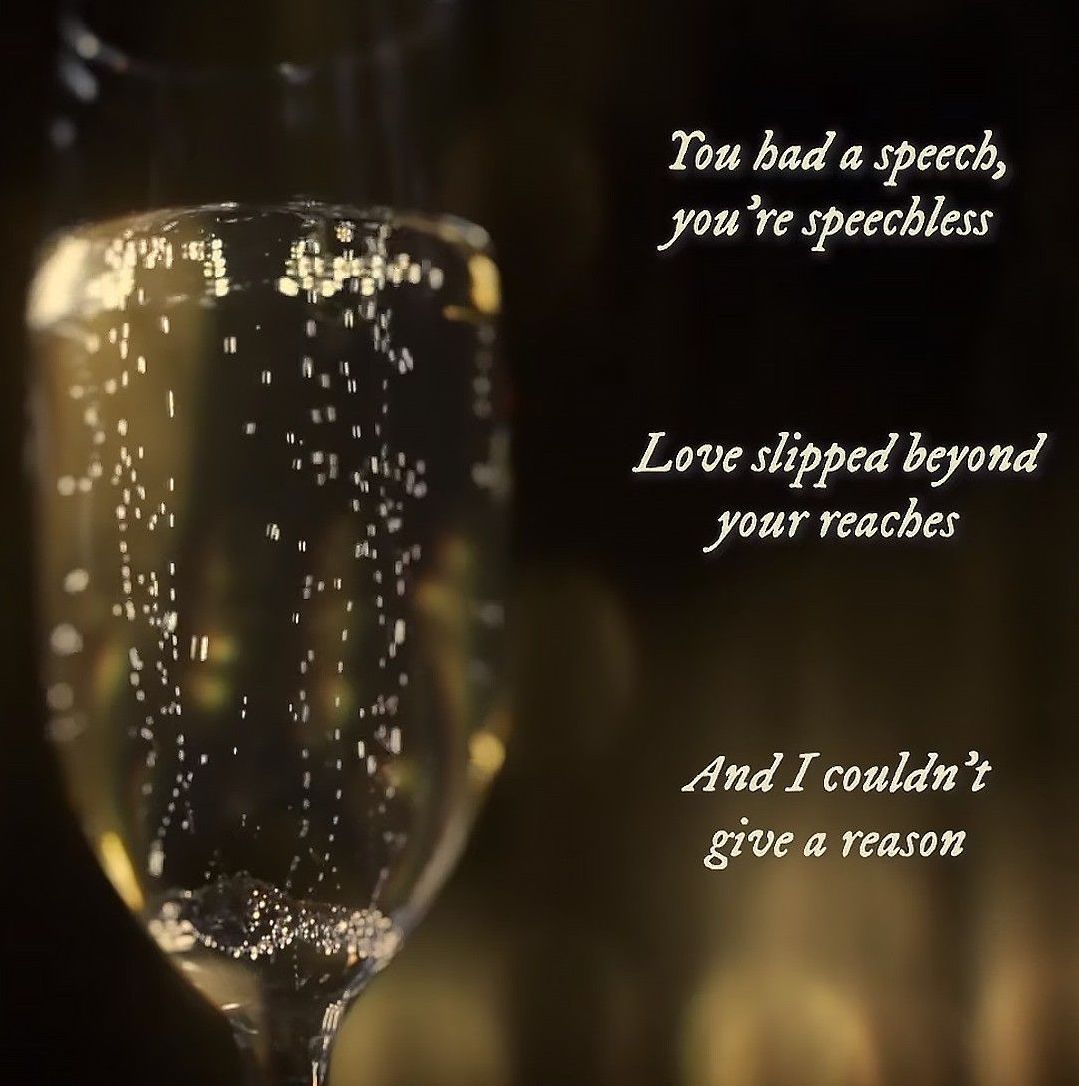 You had a speech,
you're speechless
Love slipped beyond
your reaches
And I couldn't
give a reason